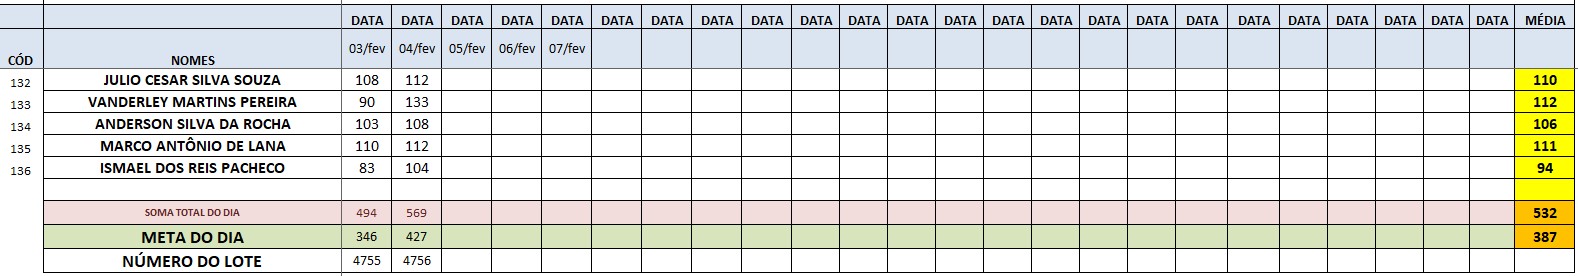 DATA DATA DATA DATA DATA DATA DATA DATA DATA DATA DATA DATA DATA DATA DATA DATA DATA DATA DATA DATA DATA DATA DATA MÉDIA
CÓD NOMES 03/fev 04/fev 05/fev 06/fev 07/fev
132 JULIO CESAR SILVA SOUZA 108 112 110
133 VANDERLEY MARTINS PEREIRA 90 133 112
134 ANDERSON SILVA DA ROCHA 103 108 106
135 MARCO ANTÔNIO DE LANA 110 112 111
136 ISMAEL DOS REIS PACHECO 83 104 94
SOMA TOTAL DO DIA 494 569 532
META DO DIA 346 427 387
NÚMERO DO LOTE 4755 4756